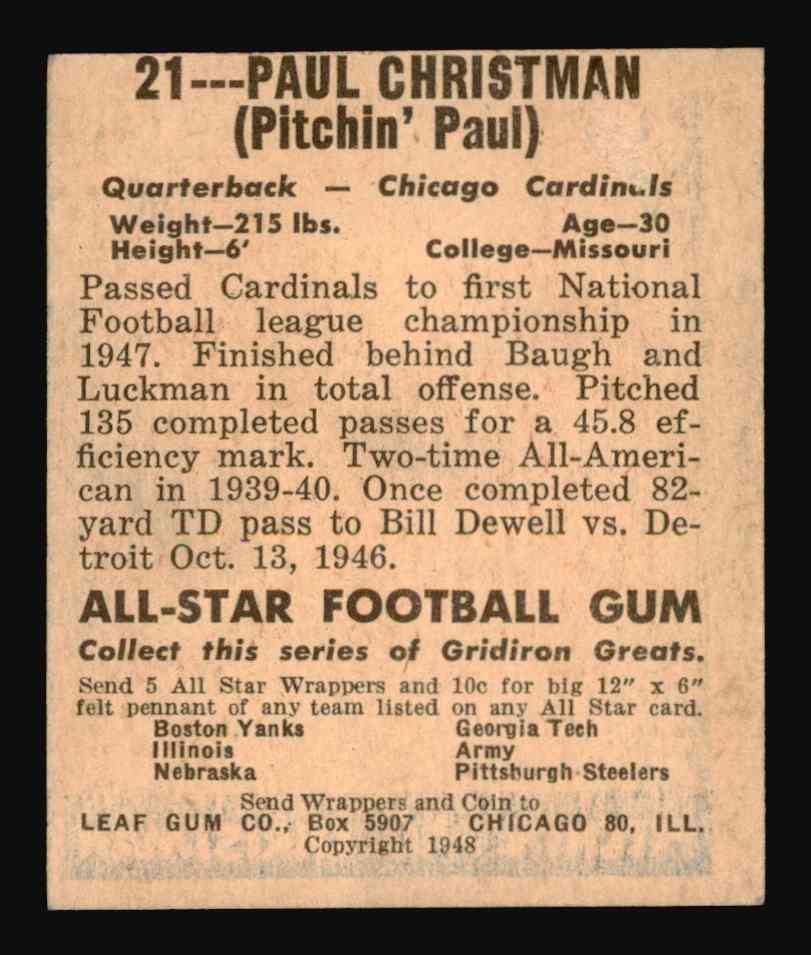 21---PAUL CHRISTMAN
(Pitchin' Paul)
Quarterback — Chicago Cardinals
Weight—215 lbs. Age—30
Height—6' College—Missouri
Passed Cardinals to first National
Football league championship in
1947. Finished behind Baugh and
Luckman in total offense. Pitched
135 completed passes for a 45.8 ef-
ficiency mark. Two-time All-Ameri-
can in 1939-40. Once completed 82-
yard TD pass to Bill Dewell vs. De-
troit Oct. 13, 1946.
ALL-STAR FOOTBALL GUM
Collect this series of Gridiron Greats.
Send 5 All Star Wrappers and 10c for big 12" x 6"
felt pennant of any team listed on any All Star card.
Boston Yanks Georgia Tech
Illinois Army
Nebraska Pittsburgh Steelers
Send Wrappers and Coin to
LEAF GUM CO., Box 5907 CHICAGO 80, ILL.
Copyright 1948